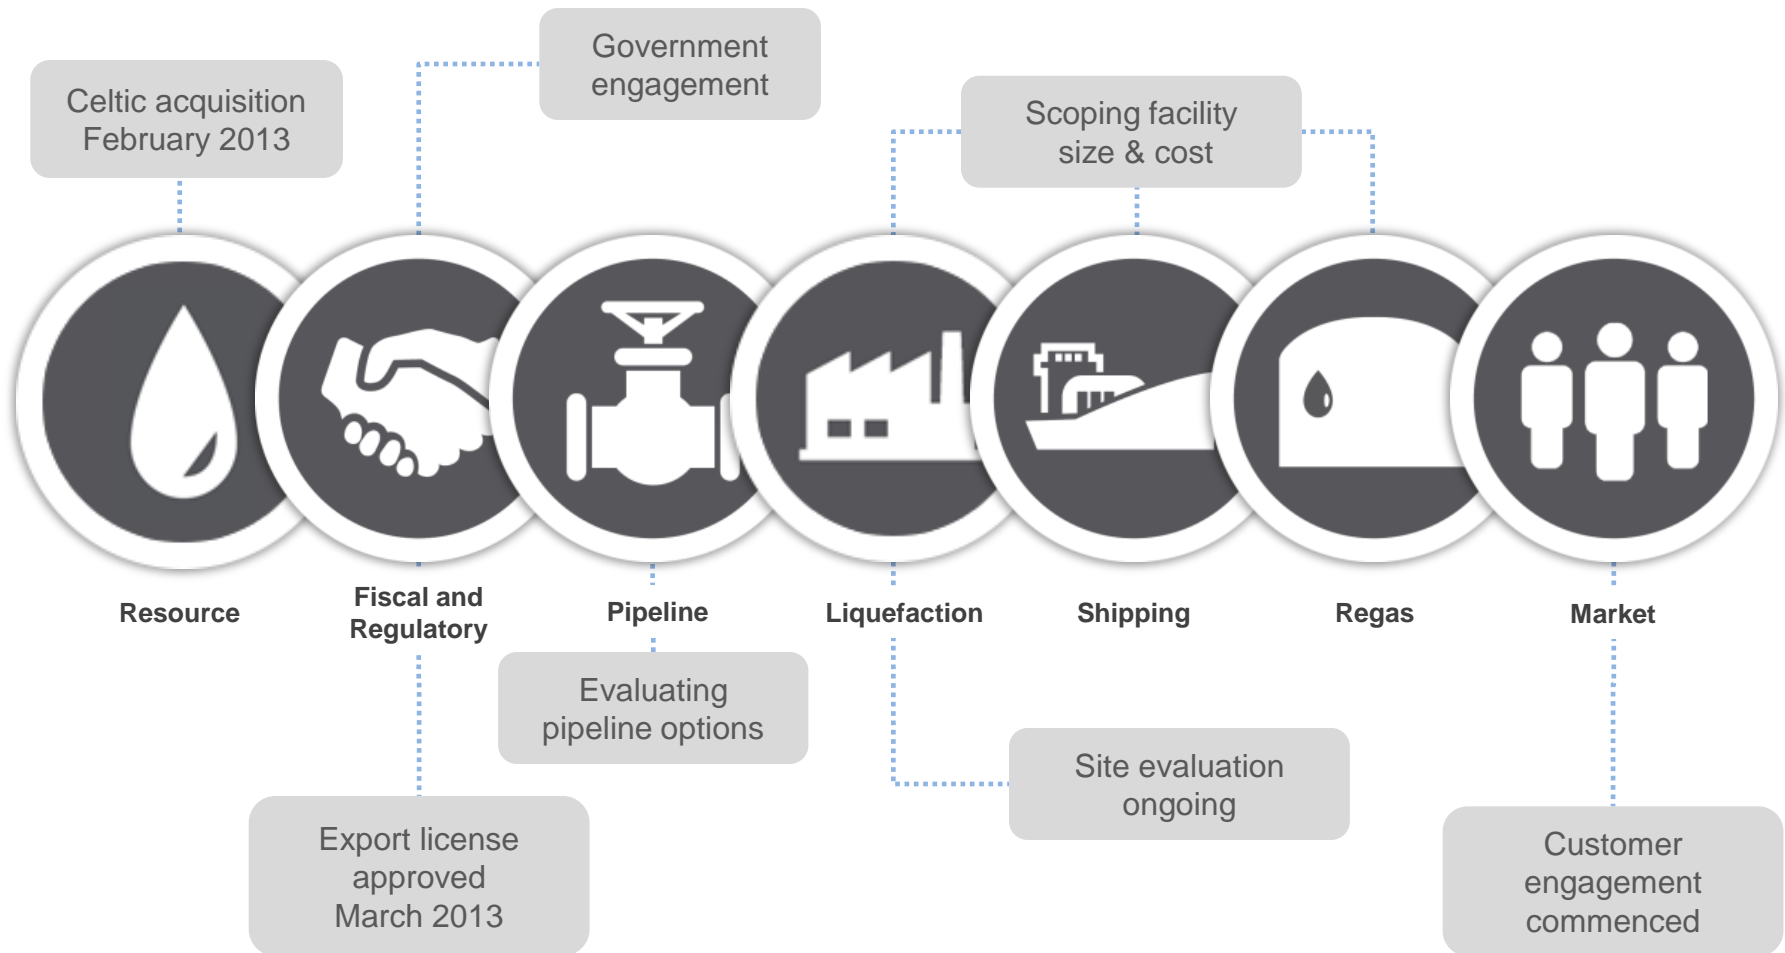 Government
engagement
Celtic acquisition
February 2013
Scoping facility
size & cost
Resource
Fiscal and
Regulatory
Pipeline
Liquefaction
Shipping
Regas
Market
Evaluating
pipeline options
Site evaluation
ongoing
Export license
approved
March 2013
Customer
engagement
commenced